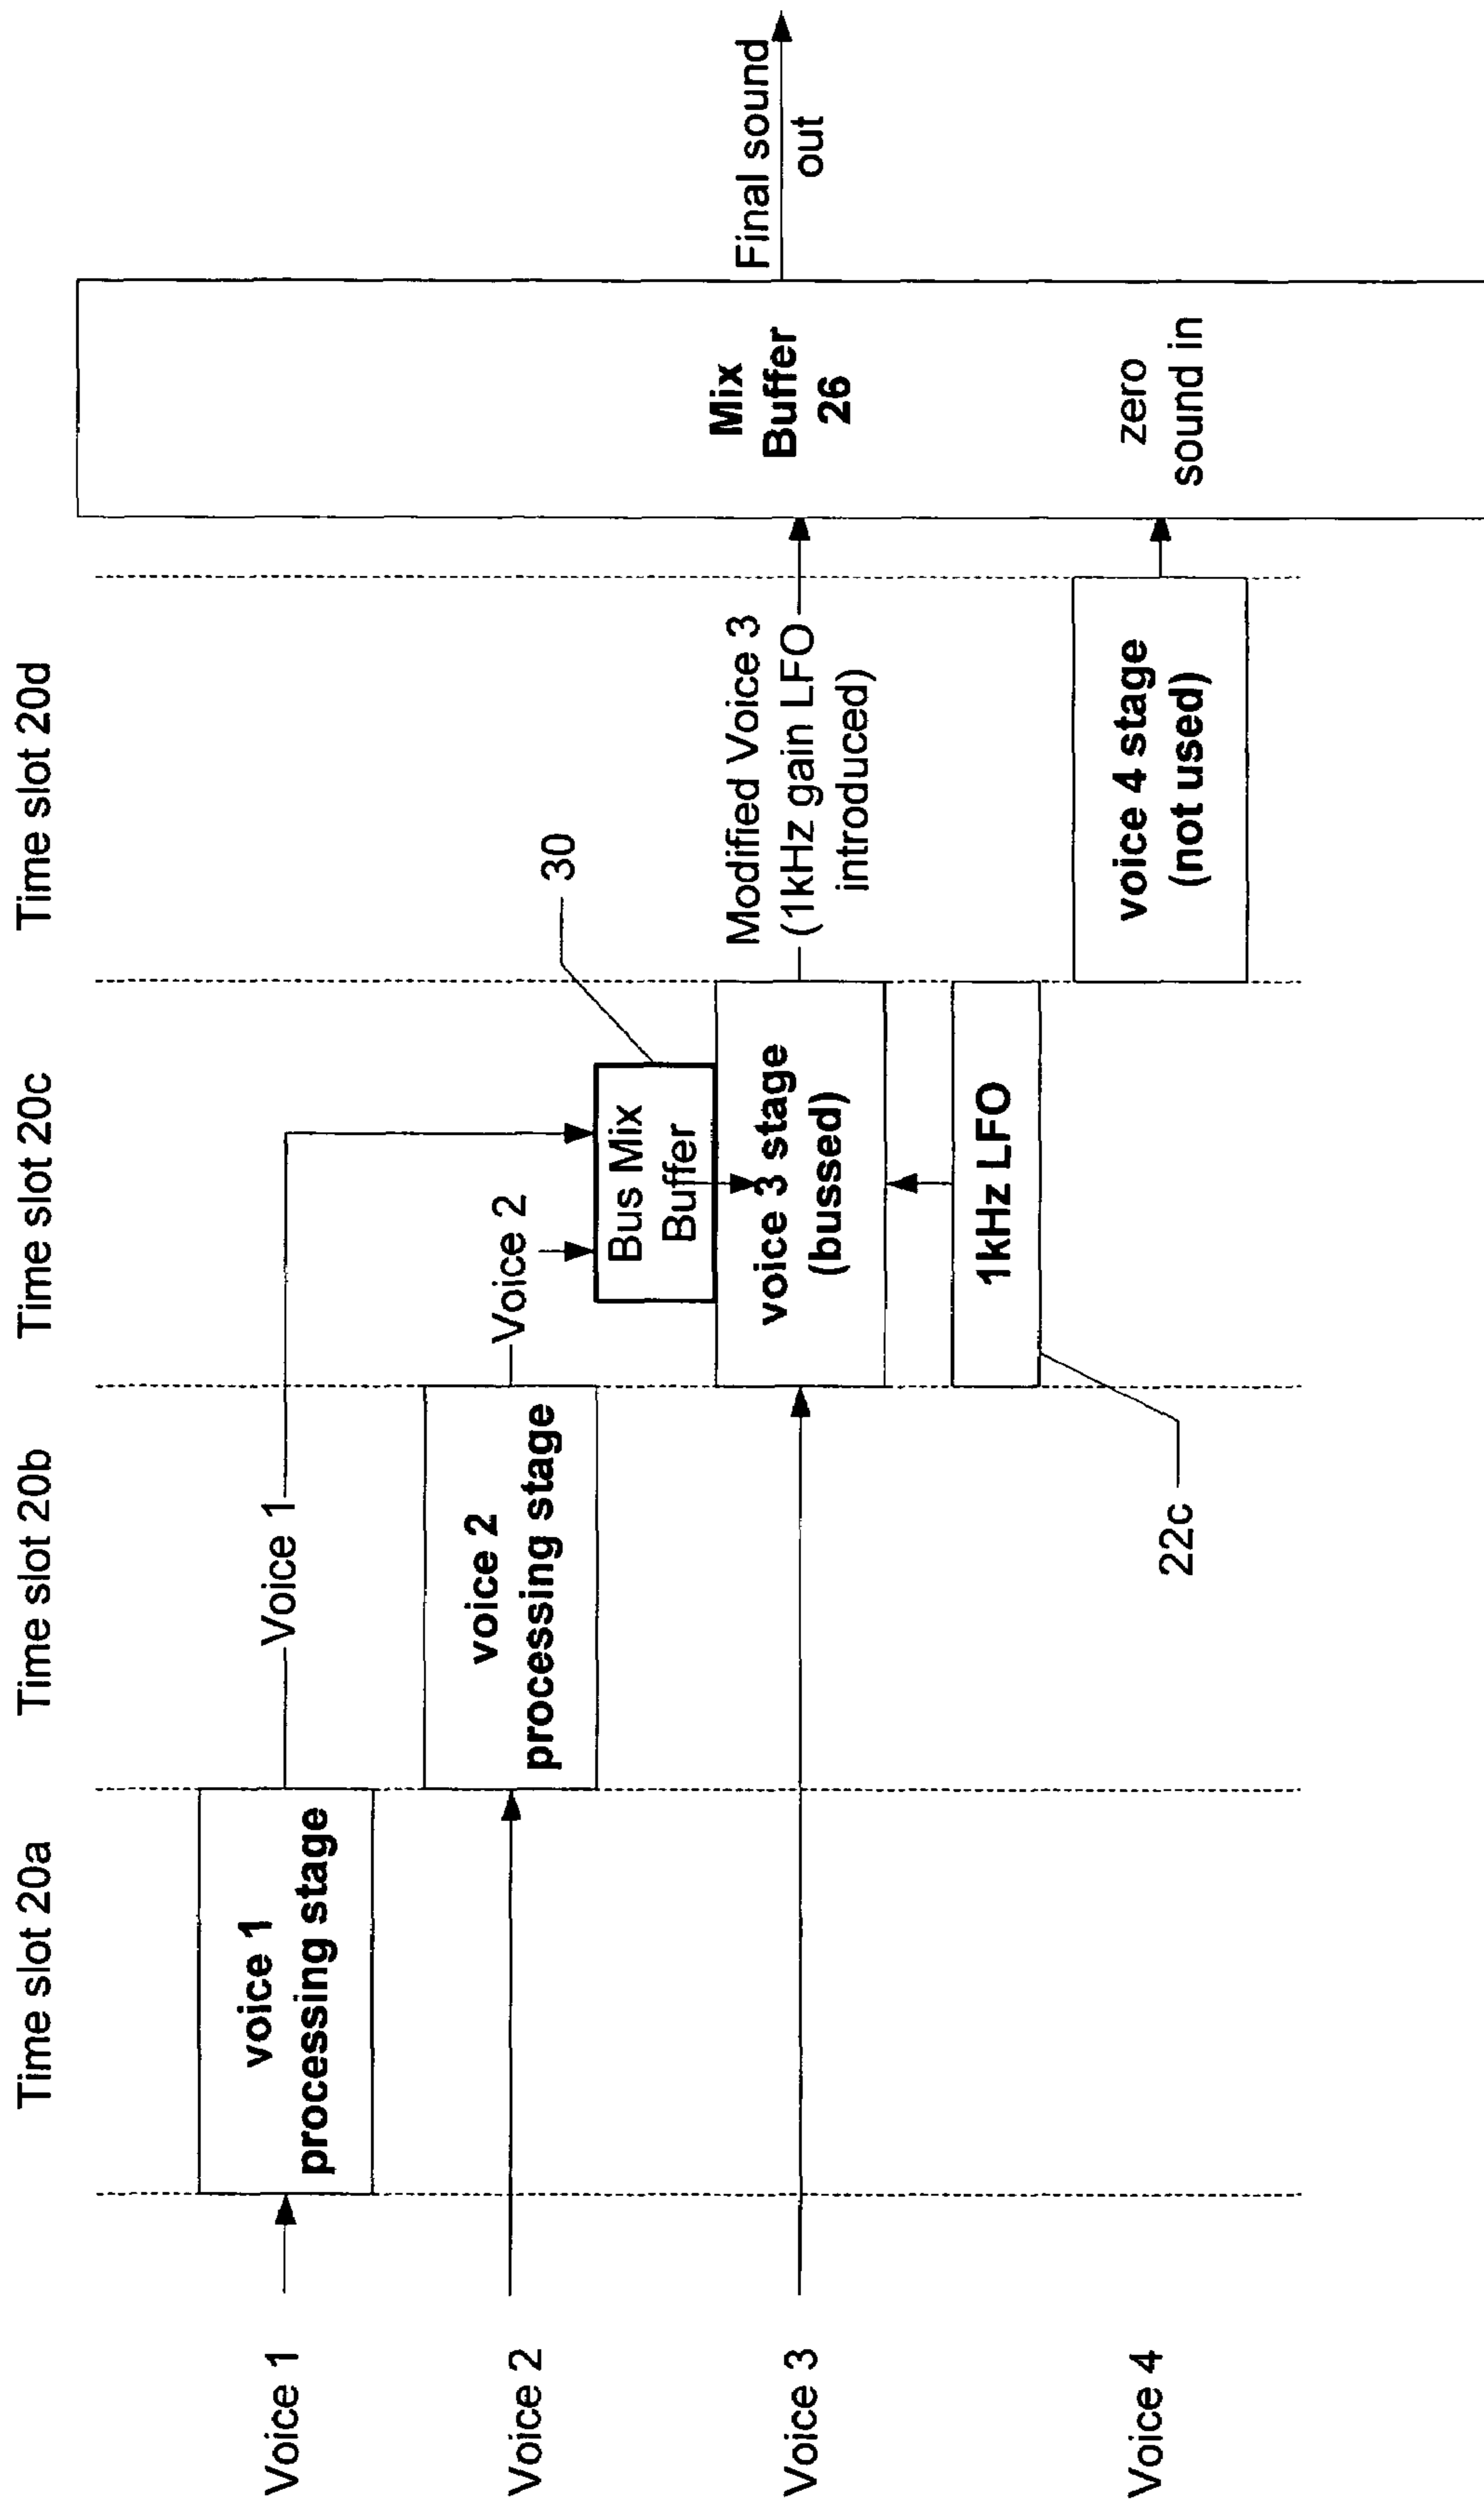 Time slot 20a
Time slot 20b
Time slot 20c
Time slot 20d
Voice 1
voice 1
processing stage
Voice 1
Voice 2
voice 2
processing stage
Voice 2
30
Bus Mix
Buffer
Voice 3
voice 3 stage
(bussed)
Modified Voice 3
(1kHz gain LFO
introduced)
Mix
Buffer
26
Final sound
out
1kHz LFO
22c
Voice 4
voice 4 stage
(not used)
zero
sound in